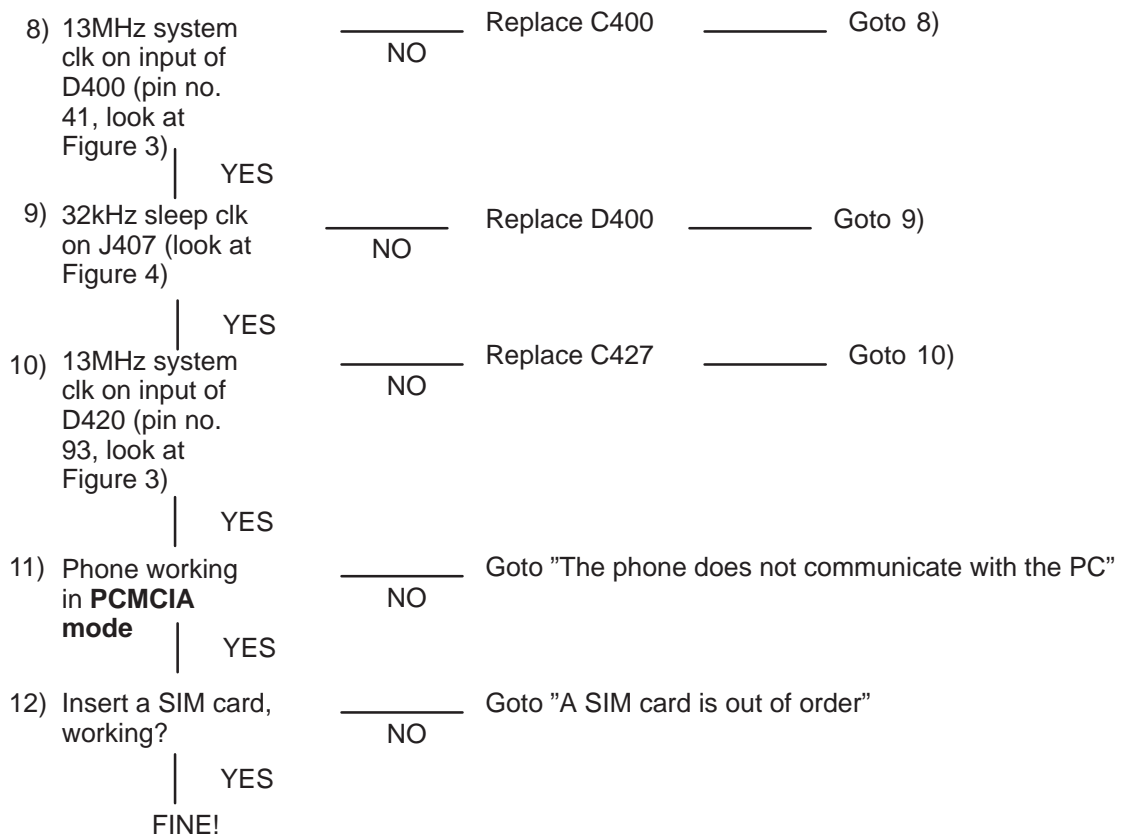 8) 13MHz system
clk on input of
D400 (pin no.
41, look at
Figure 3)
NO
Replace C400
Goto 8)
YES
9) 32kHz sleep clk
on J407 (look at
Figure 4)
NO
Replace D400
Goto 9)
YES
10) 13MHz system
clk on input of
D420 (pin no.
93, look at
Figure 3)
NO
Replace C427
Goto 10)
YES
11) Phone working
in PCMCIA
mode
NO
Goto ”The phone does not communicate with the PC”
YES
12) Insert a SIM card,
working?
NO
Goto ”A SIM card is out of order”
YES
FINE!